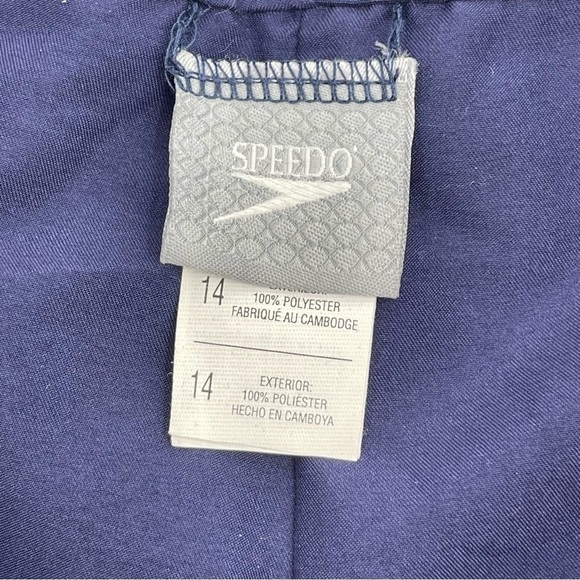 SPEEDO
14
100% POLYESTER
FABRIQUÉ AU CAMBODGE
14
EXTERIOR:
100% POLIÉSTER
HECHO EN CAMBOYA